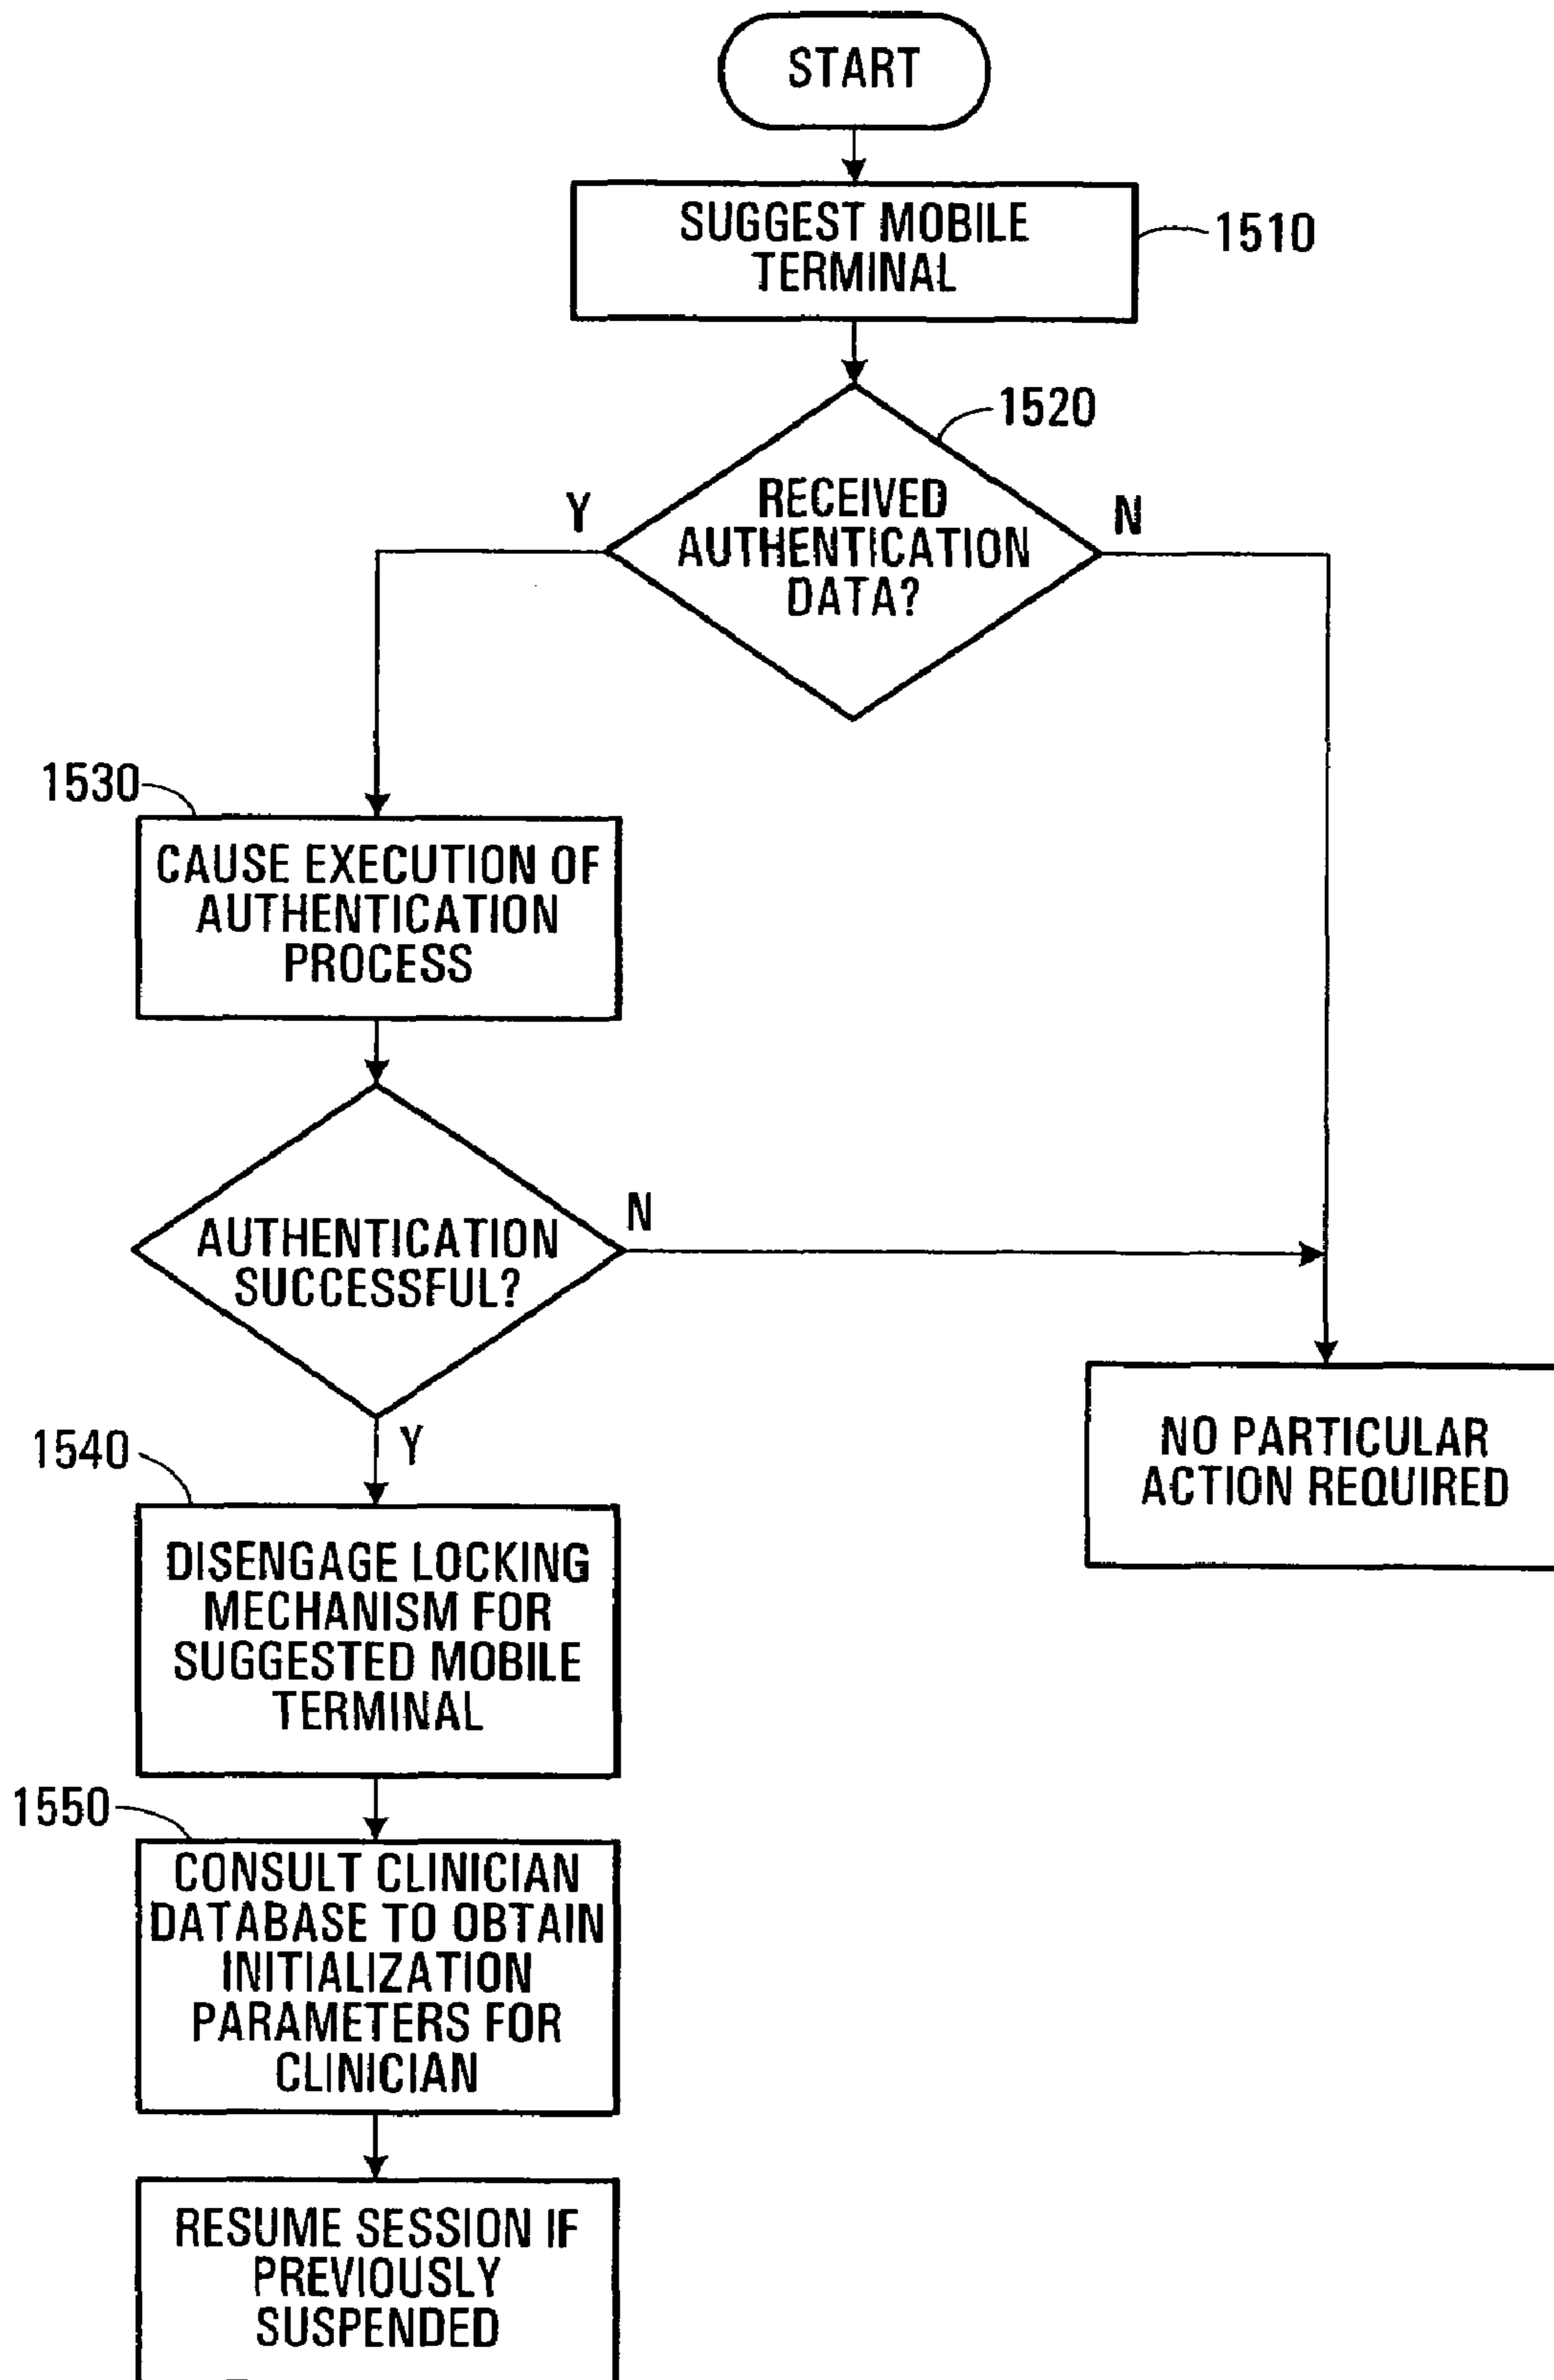 START
SUGGEST MOBILE
TERMINAL
1510
1520
RECEIVED
AUTHENTICATION
DATA?
Y
N
1530
CAUSE EXECUTION OF
AUTHENTICATION
PROCESS
AUTHENTICATION
SUCCESSFUL?
N
Y
NO PARTICULAR
ACTION REQUIRED
1540
DISENGAGE LOCKING
MECHANISM FOR
SUGGESTED MOBILE
TERMINAL
1550
CONSULT CLINICIAN
DATABASE TO OBTAIN
INITIALIZATION
PARAMETERS FOR
CLINICIAN
RESUME SESSION IF
PREVIOUSLY
SUSPENDED